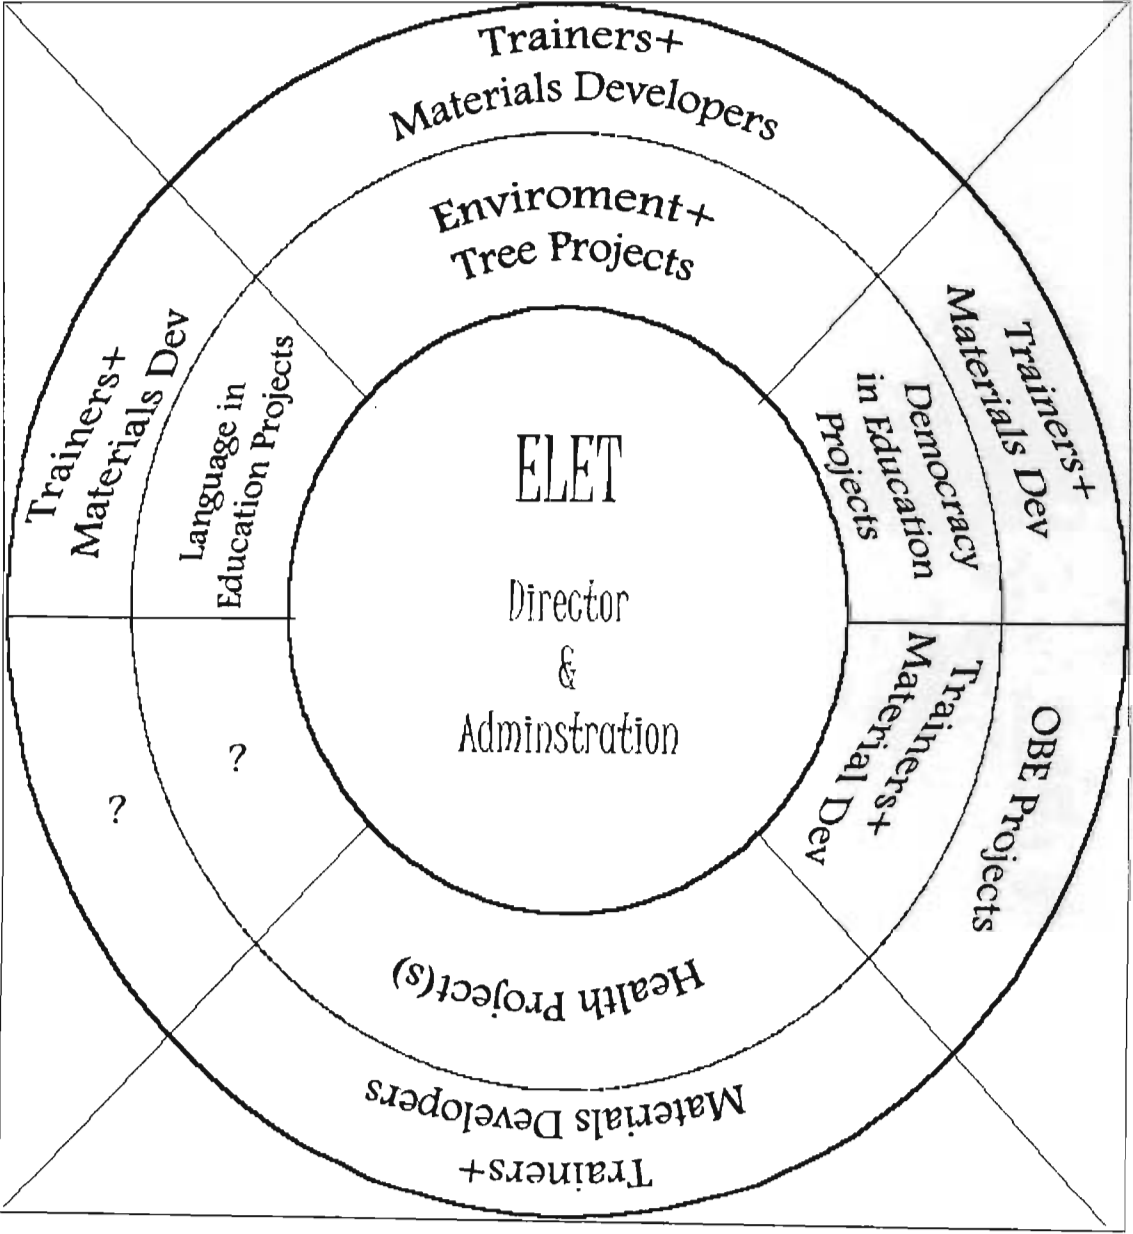 Trainers+
Materials Developers
Enviroment+
Tree Projects
Trainers+
Materials Dev
Language in
Education Projects
ELET
Director
&
Adminstration
Democracy
in Education
Projects
Trainers+
Materials Dev
?
?
Trainers+
Material Dev
OBE Projects
Health Project(s)
Materials Developers
Trainers+